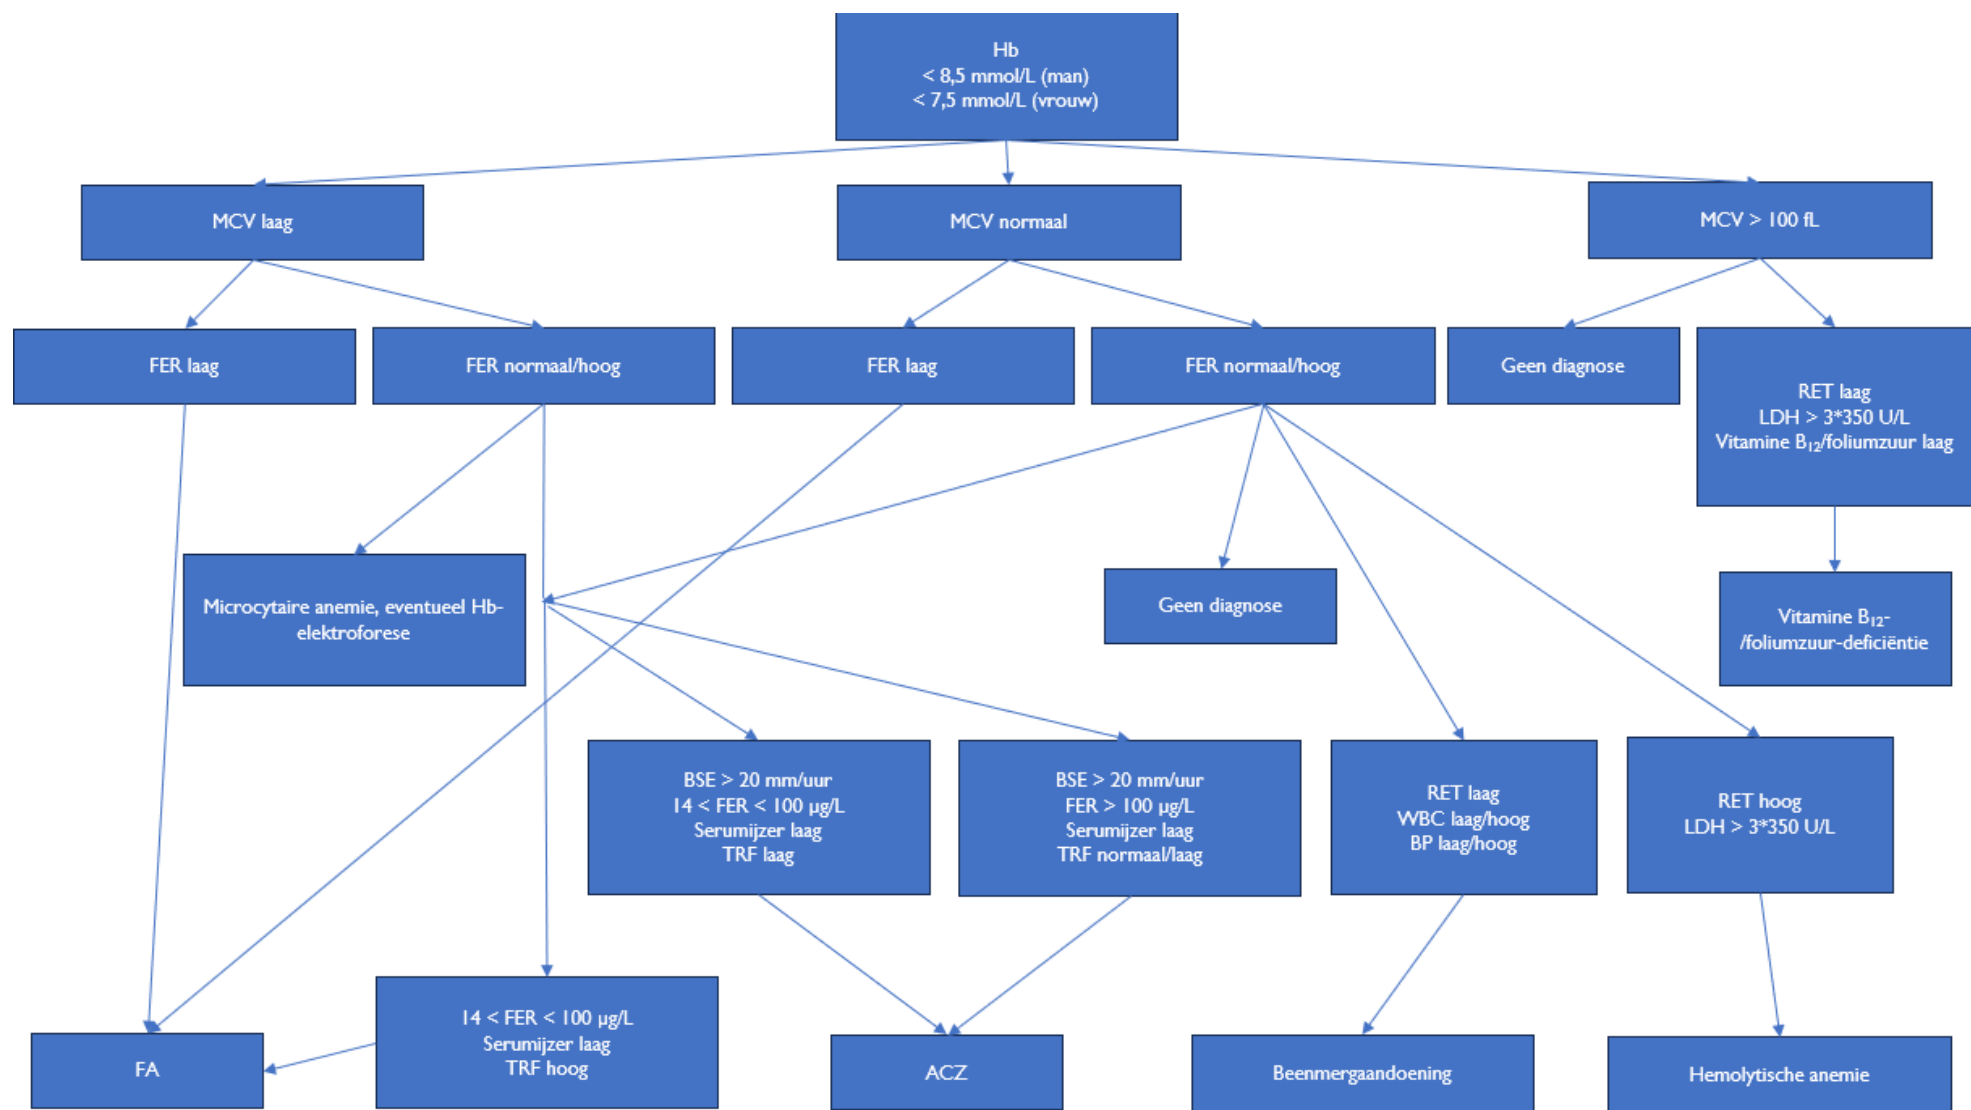 Hb
< 8,5 mmol/L (man)
< 7,5 mmol/L (vrouw)
MCV laag
MCV normaal
MCV > 100 fL
FER laag
FER normaal/hoog
FER laag
FER normaal/hoog
Geen diagnose
RET laag
LDH > 3*350 U/L
Vitamine B₁₂/foliumzuur laag
Microcytaire anemie, eventueel Hb-
elektroforese
Geen diagnose
Vitamine B₁₂-
/foliumzuur-deficiëntie
BSE > 20 mm/uur
14 < FER < 100 µg/L
Serumijzer laag
TRF laag
BSE > 20 mm/uur
FER > 100 µg/L
Serumijzer laag
TRF normaal/laag
RET laag
WBC laag/hoog
BP laag/hoog
RET hoog
LDH > 3*350 U/L
FA
14 < FER < 100 µg/L
Serumijzer laag
TRF hoog
ACZ
Beenmergaandoening
Hemolytische anemie